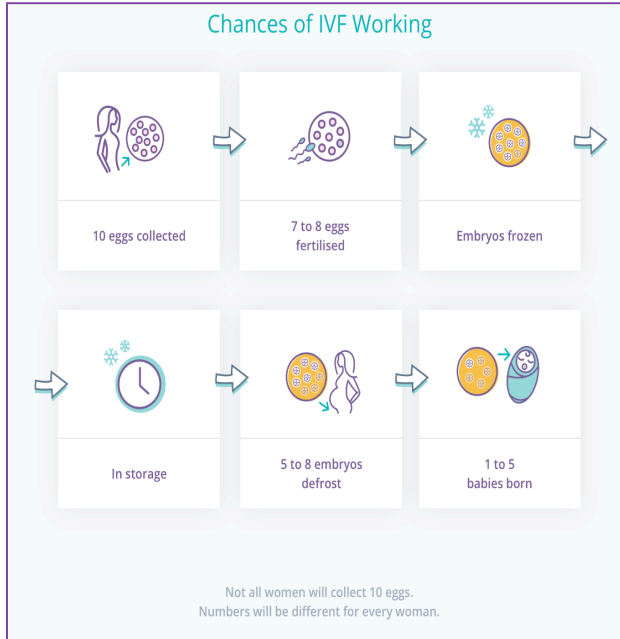 Chances of IVF Working
10 eggs collected
7 to 8 eggs
fertilised
Embryos frozen
In storage
5 to 8 embryos
defrost
1 to 5
babies born
Not all women will collect 10 eggs.
Numbers will be different for every woman.